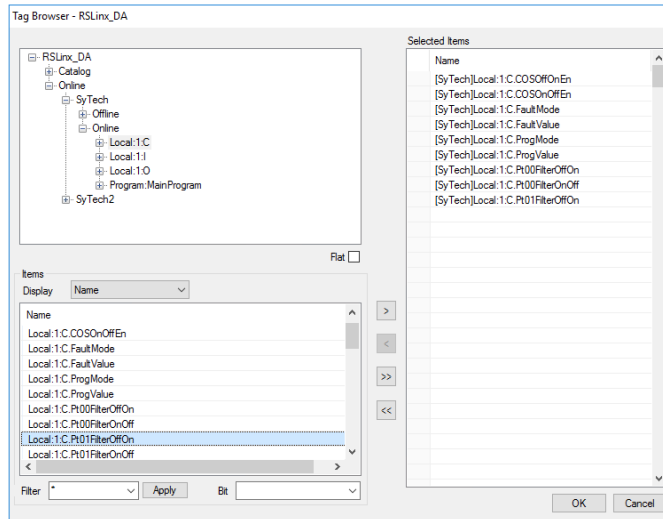 Tag Browser - RSLinx_DA
RSLinx_DA
Catalog
Online
SyTech
Offline
Online
Local:1:C
Local:1:I
Local:1:O
Program:MainProgram
SyTech2
Flat
Items
Display Name
Name
Local:1:C.COSOnOffEn
Local:1:C.FaultMode
Local:1:C.FaultValue
Local:1:C.ProgMode
Local:1:C.ProgValue
Local:1:C.Pt00FilterOffOn
Local:1:C.Pt00FilterOnOff
Local:1:C.Pt01FilterOffOn
Local:1:C.Pt01FilterOnOff
Filter * Apply Bit
>
<
>>
<<
Selected Items
Name
[SyTech]Local:1:C.COSOffOnEn
[SyTech]Local:1:C.COSOnOffEn
[SyTech]Local:1:C.FaultMode
[SyTech]Local:1:C.FaultValue
[SyTech]Local:1:C.ProgMode
[SyTech]Local:1:C.ProgValue
[SyTech]Local:1:C.Pt00FilterOffOn
[SyTech]Local:1:C.Pt00FilterOnOff
[SyTech]Local:1:C.Pt01FilterOffOn
OK Cancel